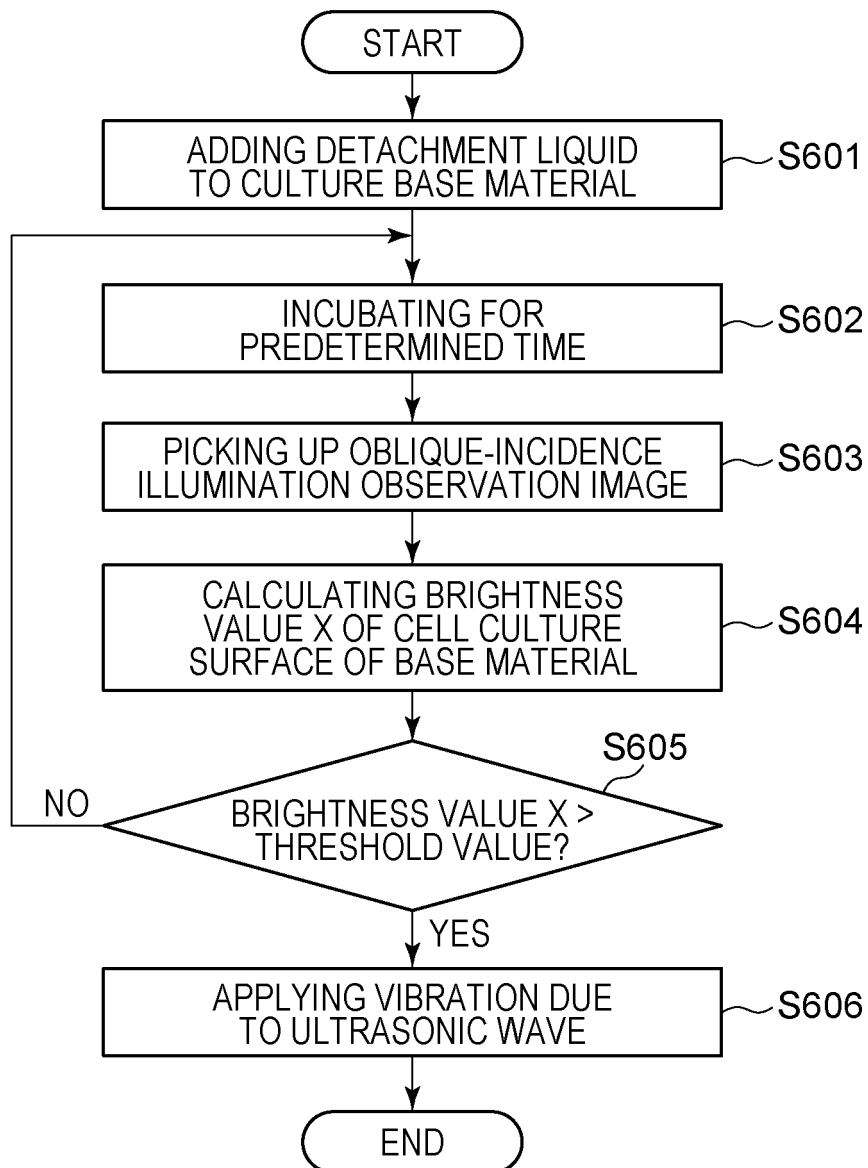 START
ADDING DETACHMENT LIQUID
TO CULTURE BASE MATERIAL
S601
INCUBATING FOR
PREDETERMINED TIME
S602
PICKING UP OBLIQUE-INCIDENCE
ILLUMINATION OBSERVATION IMAGE
S603
CALCULATING BRIGHTNESS
VALUE X OF CELL CULTURE
SURFACE OF BASE MATERIAL
S604
S605
NO
BRIGHTNESS VALUE X >
THRESHOLD VALUE?
YES
APPLYING VIBRATION DUE
TO ULTRASONIC WAVE
S606
END